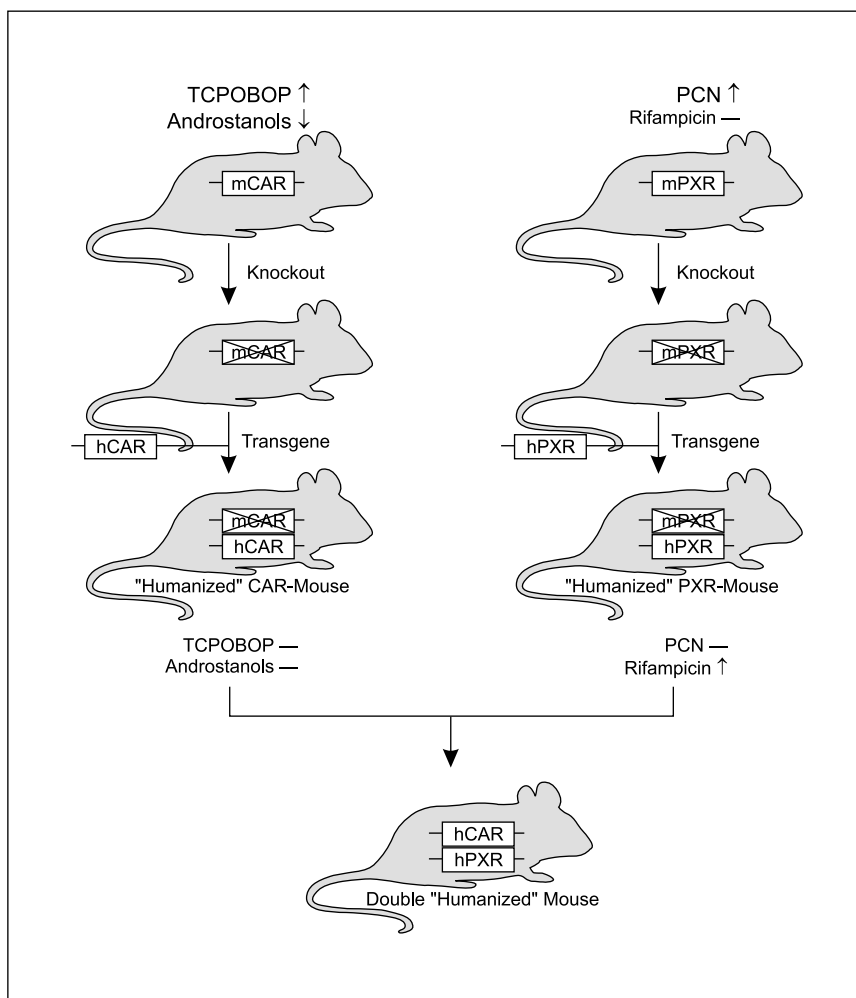 TCPOBOP ↑
Androstanols ↓
mCAR
Knockout
mCAR
hCAR
Transgene
mCAR
hCAR
"Humanized" CAR-Mouse
TCPOBOP —
Androstanols —
PCN ↑
Rifampicin —
mPXR
Knockout
mPXR
hPXR
Transgene
mPXR
hPXR
"Humanized" PXR-Mouse
PCN —
Rifampicin ↑
hCAR
hPXR
Double "Humanized" Mouse